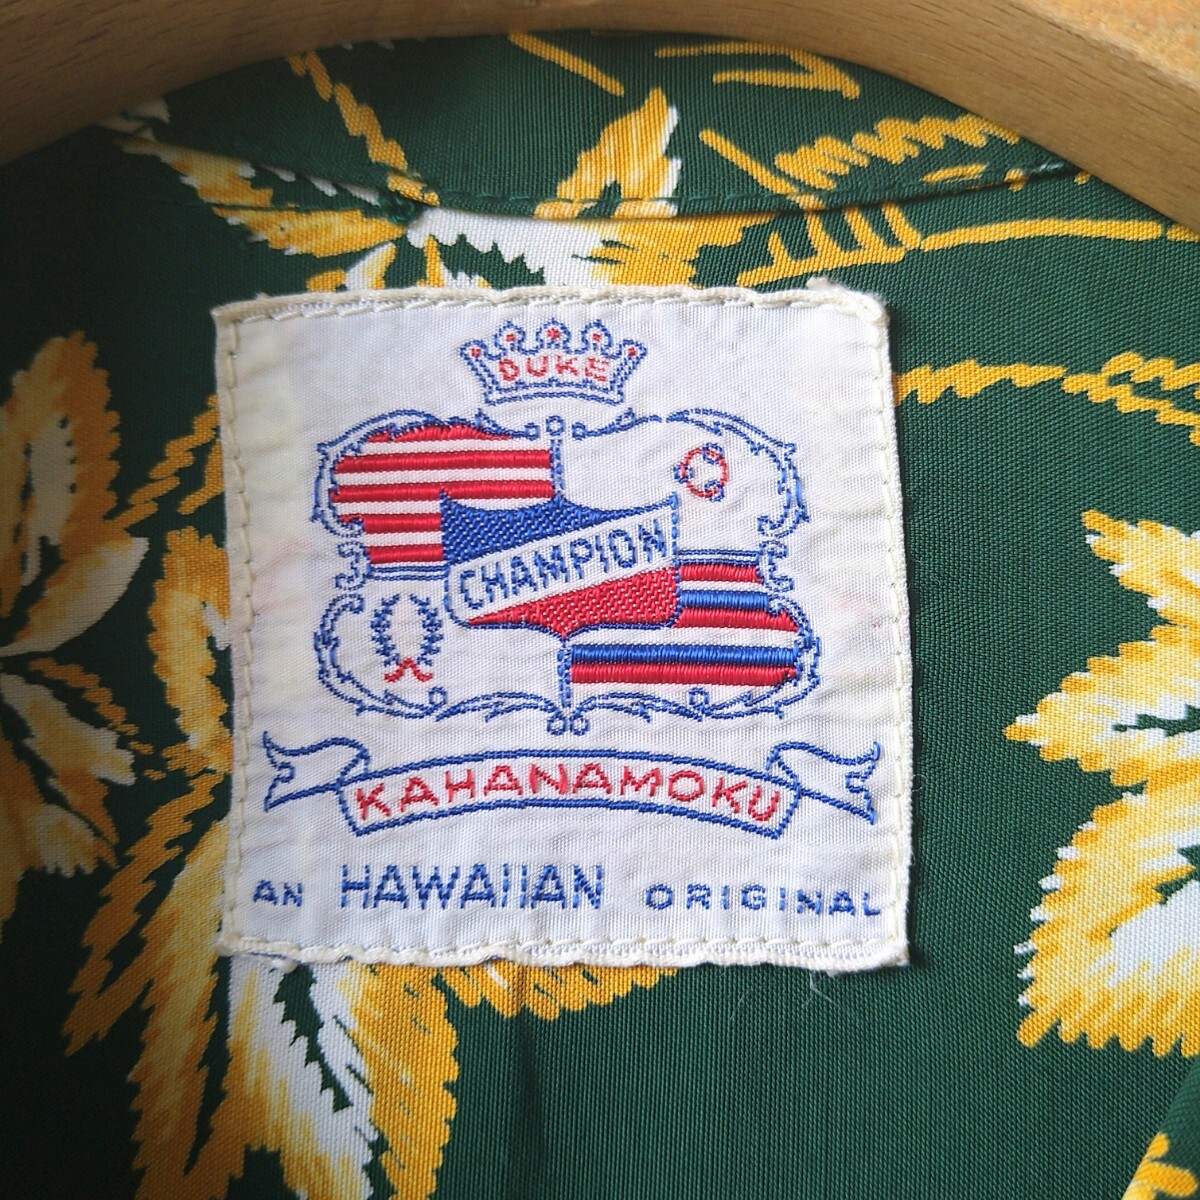 DUKE
CHAMPION
KAHANAMOKU
AN HAWAIIAN ORIGINAL